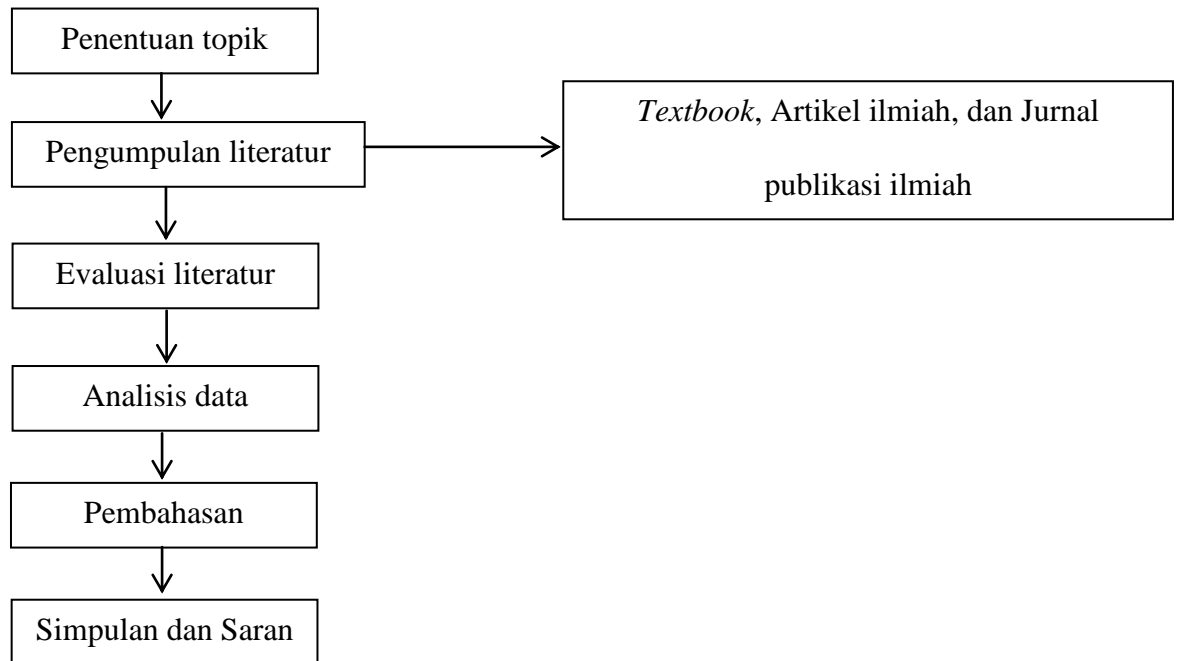 Penentuan topik
Pengumpulan literatur
Textbook, Artikel ilmiah, dan Jurnal
publikasi ilmiah
Evaluasi literatur
Analisis data
Pembahasan
Simpulan dan Saran